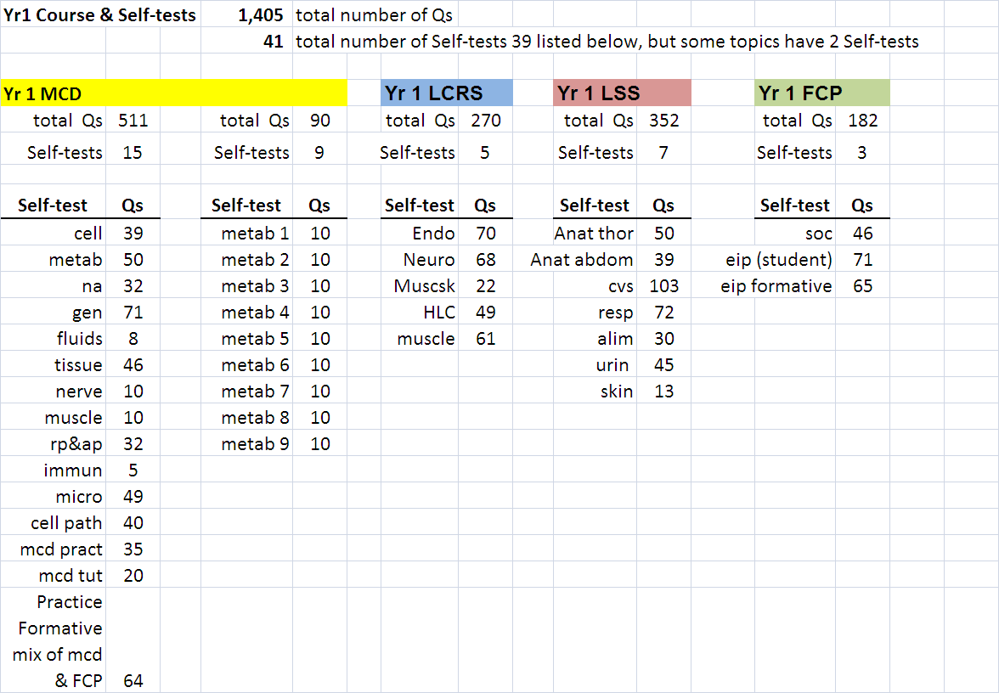 Yr1 Course & Self-tests 1,405 total number of Qs
41 total number of Self-tests 39 listed below, but some topics have 2 Self-tests
Yr 1 MCD Yr 1 LCRS Yr 1 LSS Yr 1 FCP
total Qs 511 total Qs 90 total Qs 270 total Qs 352 total Qs 182
Self-tests 15 Self-tests 9 Self-tests 5 Self-tests 7 Self-tests 3
Self-test Qs Self-test Qs Self-test Qs Self-test Qs Self-test Qs
cell 39 metab 1 10 Endo 70 Anat thor 50 soc 46
metab 50 metab 2 10 Neuro 68 Anat abdom 39 eip (student) 71
na 32 metab 3 10 Muscsk 22 cvs 103 eip formative 65
gen 71 metab 4 10 HLC 49 resp 72
fluids 8 metab 5 10 muscle 61 alim 30
tissue 46 metab 6 10 urin 45
nerve 10 metab 7 10 skin 13
muscle 10 metab 8 10
rp&ap 32 metab 9 10
immun 5
micro 49
cell path 40
mcd pract 35
mcd tut 20
Practice
Formative
mix of mcd
& FCP 64